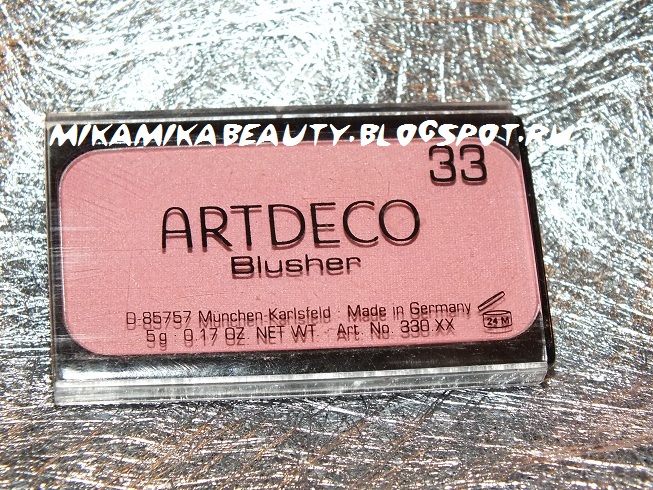 MIKAMIKABEAUTY.BLOGSPOT.RU
33
ARTDECO
Blusher
D-85757 München-Karlsfeld · Made in Germany
5g · 0.17 Oz. NET WT. · Art. No. 330 XX
24 M